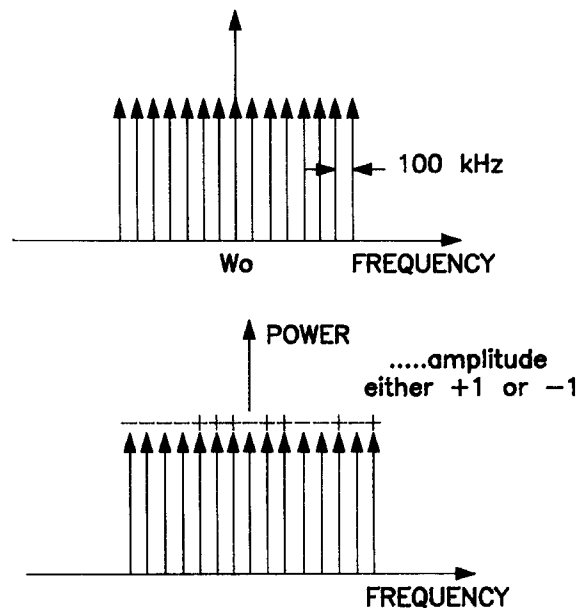 100 kHz
Wo
FREQUENCY
POWER
.....amplitude
either +1 or −1
FREQUENCY